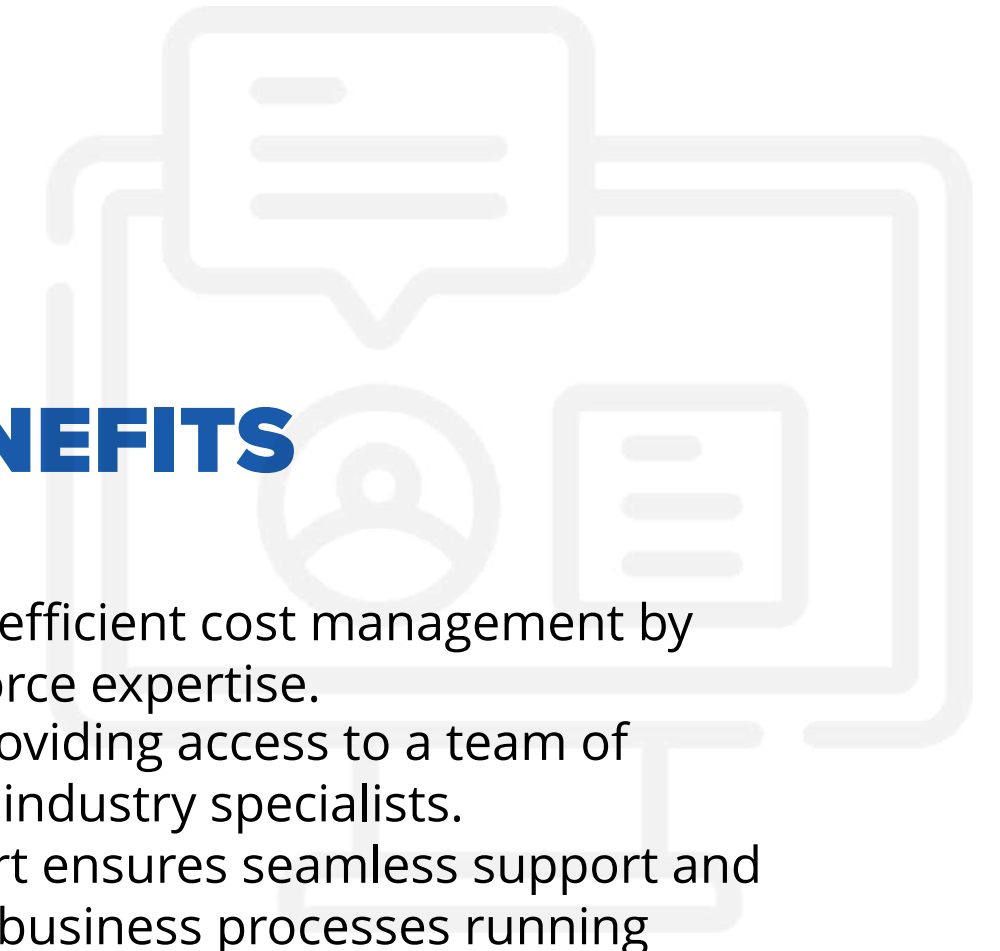 NEFITS
efficient cost management by
orce expertise.
oviding access to a team of
industry specialists.
rt ensures seamless support and
business processes running